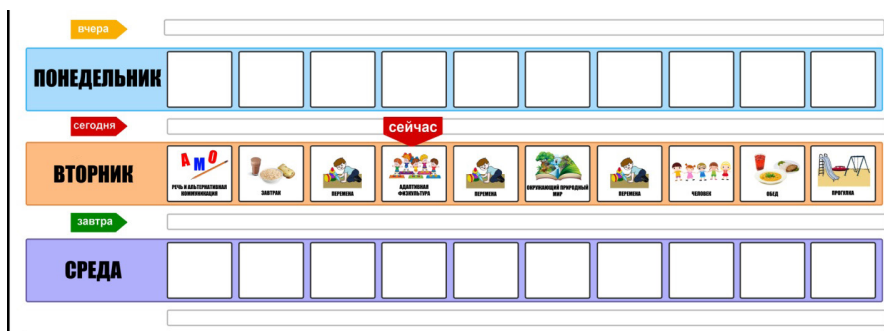 вчера
ПОНЕДЕЛЬНИК
сегодня
сейчас
ВТОРНИК
А М О
РЕЧЬ И АЛЬТЕРНАТИВНАЯ
КОММУНИКАЦИЯ
ЗАВТРАК
ПЕРЕМЕНА
АДАПТИВНАЯ
ФИЗКУЛЬТУРА
ПЕРЕМЕНА
ОКРУЖАЮЩИЙ ПРИРОДНЫЙ
МИР
ПЕРЕМЕНА
ЧЕЛОВЕК
ОБЕД
ПРОГУЛКА
завтра
СРЕДА